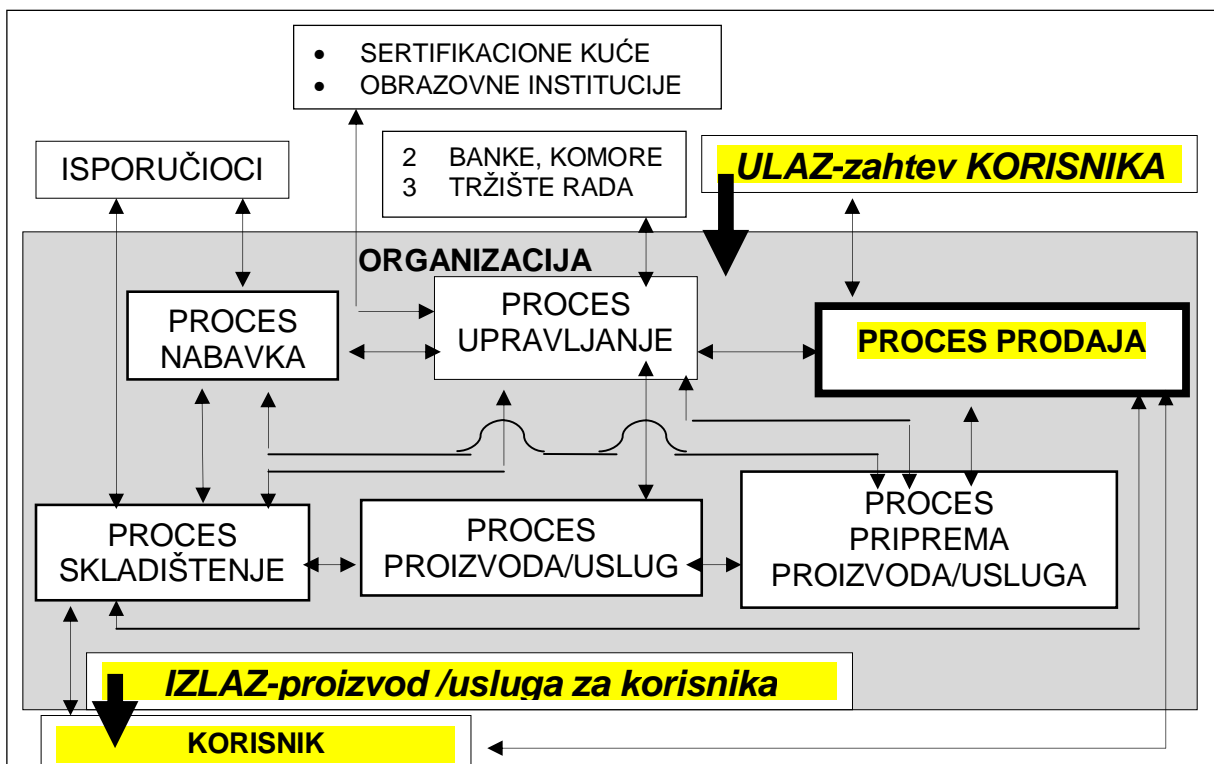 • SERTIFIKACIONE KUĆE
• OBRAZOVNE INSTITUCIJE
ISPORUČIOCI
2 BANKE, KOMORE
3 TRŽIŠTE RADA
ULAZ-zahtev KORISNIKA
ORGANIZACIJA
PROCES
NABAVKA
PROCES
UPRAVLJANJE
PROCES PRODAJA
PROCES
SKLADIŠTENJE
PROCES
PROIZVODA/USLUG
PROCES
PRIPREMA
PROIZVODA/USLUGA
IZLAZ-proizvod /usluga za korisnika
KORISNIK